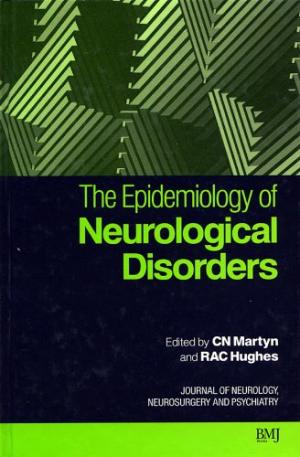 The Epidemiology of
Neurological
Disorders
Edited by CN Martyn
and RAC Hughes
JOURNAL OF NEUROLOGY,
NEUROSURGERY AND PSYCHIATRY
BMJ